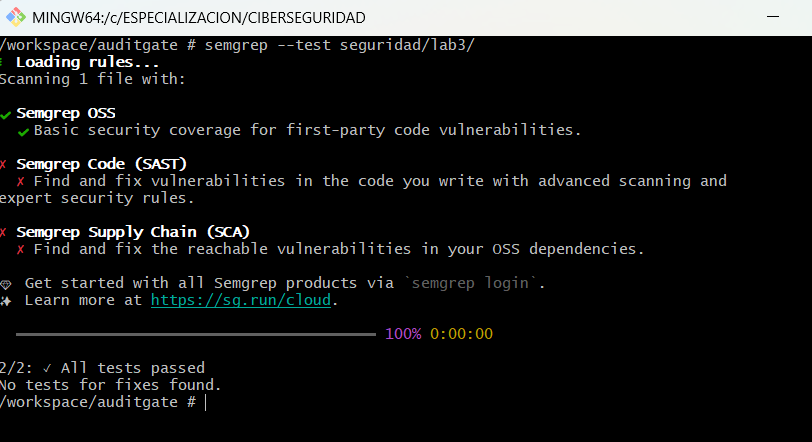 MINGW64:/c/ESPECIALIZACION/CIBERSEGURIDAD
/workspace/auditgate # semgrep --test seguridad/lab3/
Loading rules...
Scanning 1 file with:
✔ Semgrep OSS
✔ Basic security coverage for first-party code vulnerabilities.
✗ Semgrep Code (SAST)
✗ Find and fix vulnerabilities in the code you write with advanced scanning and
expert security rules.
✗ Semgrep Supply Chain (SCA)
✗ Find and fix the reachable vulnerabilities in your OSS dependencies.
💎 Get started with all Semgrep products via `semgrep login`.
✨ Learn more at https://sg.run/cloud.
100% 0:00:00
2/2: ✓ All tests passed
No tests for fixes found.
/workspace/auditgate #